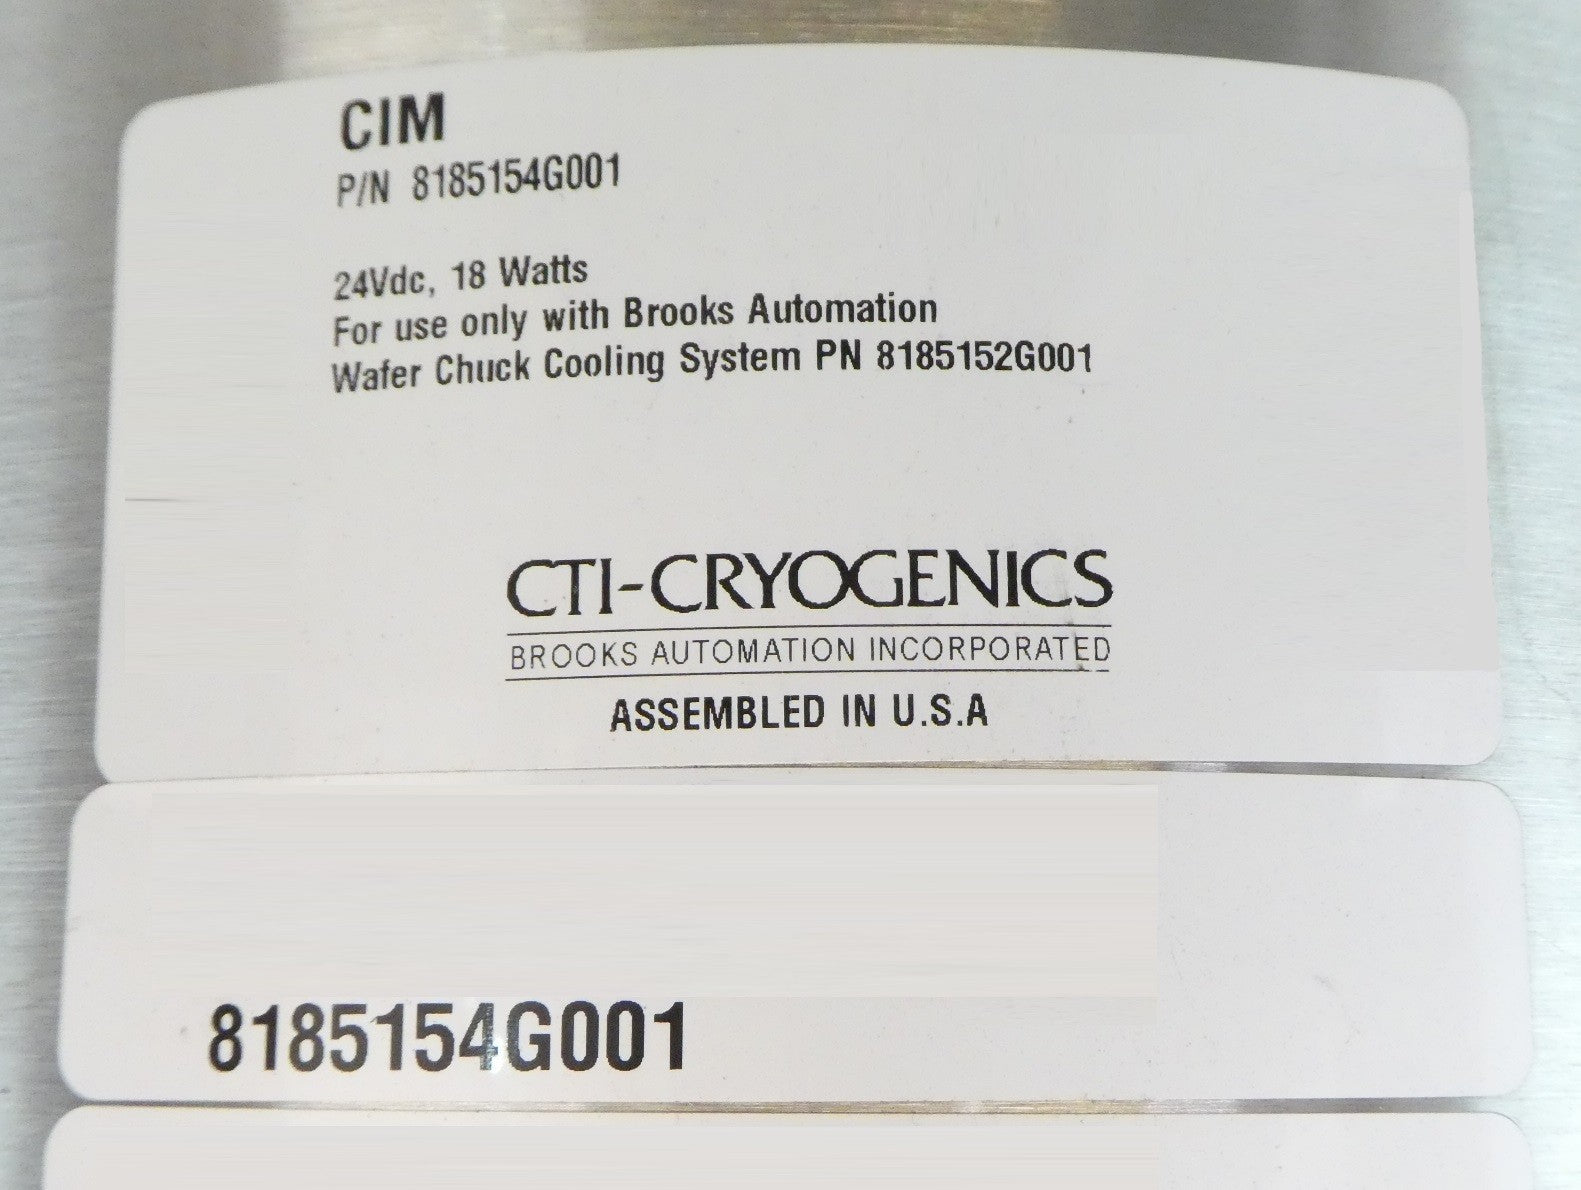 CIM
P/N 8185154G001
24Vdc, 18 Watts
For use only with Brooks Automation
Wafer Chuck Cooling System PN 8185152G001
CTI-CRYOGENICS
BROOKS AUTOMATION INCORPORATED
ASSEMBLED IN U.S.A
8185154G001